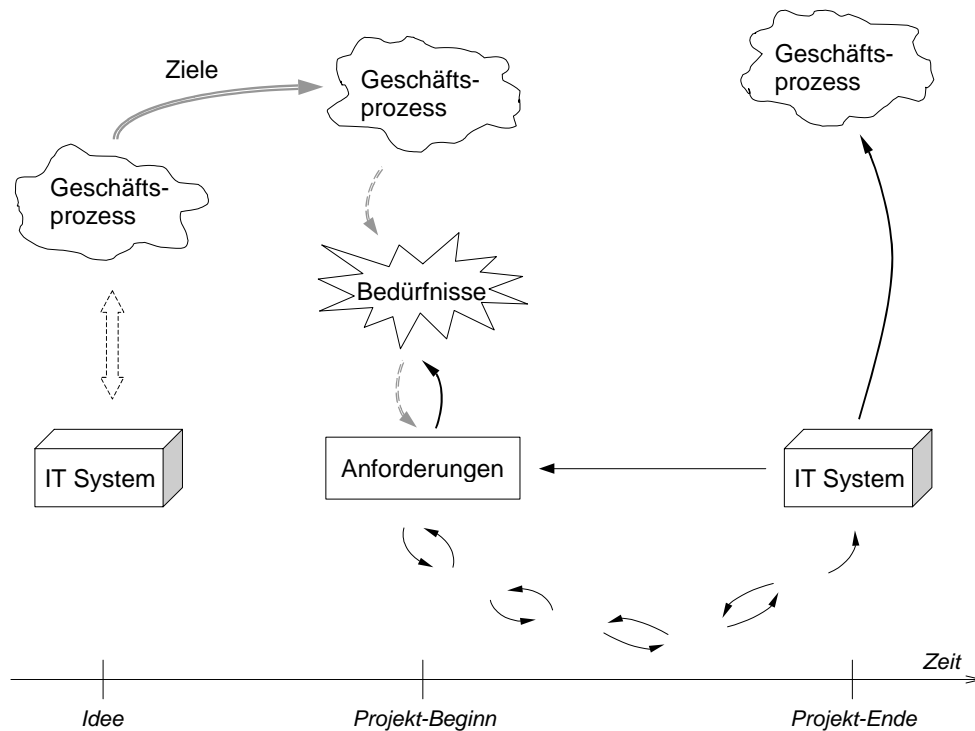 Ziele
Geschäfts-
prozess
Geschäfts-
prozess
Geschäfts-
prozess
Bedürfnisse
IT System
Anforderungen
IT System
Zeit
Idee
Projekt-Beginn
Projekt-Ende